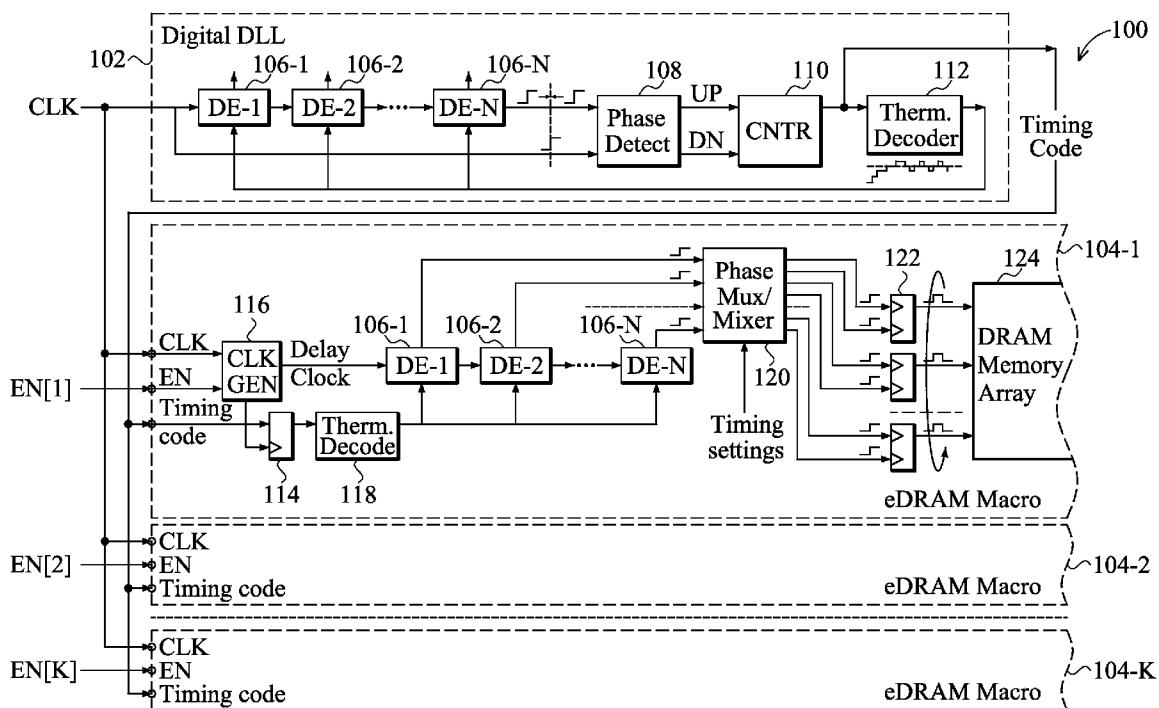 100
Digital DLL
102
106-1
106-2
106-N
108
110
112
CLK
DE-1
DE-2
DE-N
Phase
Detect
UP
DN
CNTR
Therm.
Decoder
Timing
Code
104-1
116
106-1
106-2
106-N
Phase
Mux/
Mixer
120
122
124
CLK
EN
CLK
GEN
Delay
Clock
DE-1
DE-2
DE-N
DRAM
Memory
Array
EN[1]
Timing
code
Therm.
Decode
Timing
settings
114
118
eDRAM Macro
EN[2]
CLK
EN
Timing code
eDRAM Macro
104-2
EN[K]
CLK
EN
Timing code
eDRAM Macro
104-K